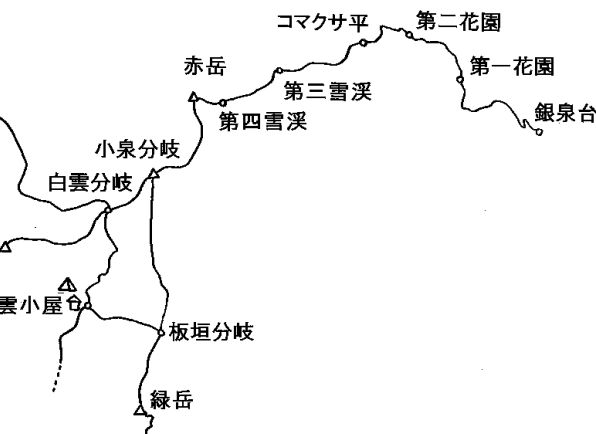 コマクサ平
第二花園
赤岳
第三雪渓
第一花園
第四雪渓
銀泉台
小泉分岐
白雲分岐
雲小屋
板垣分岐
緑岳